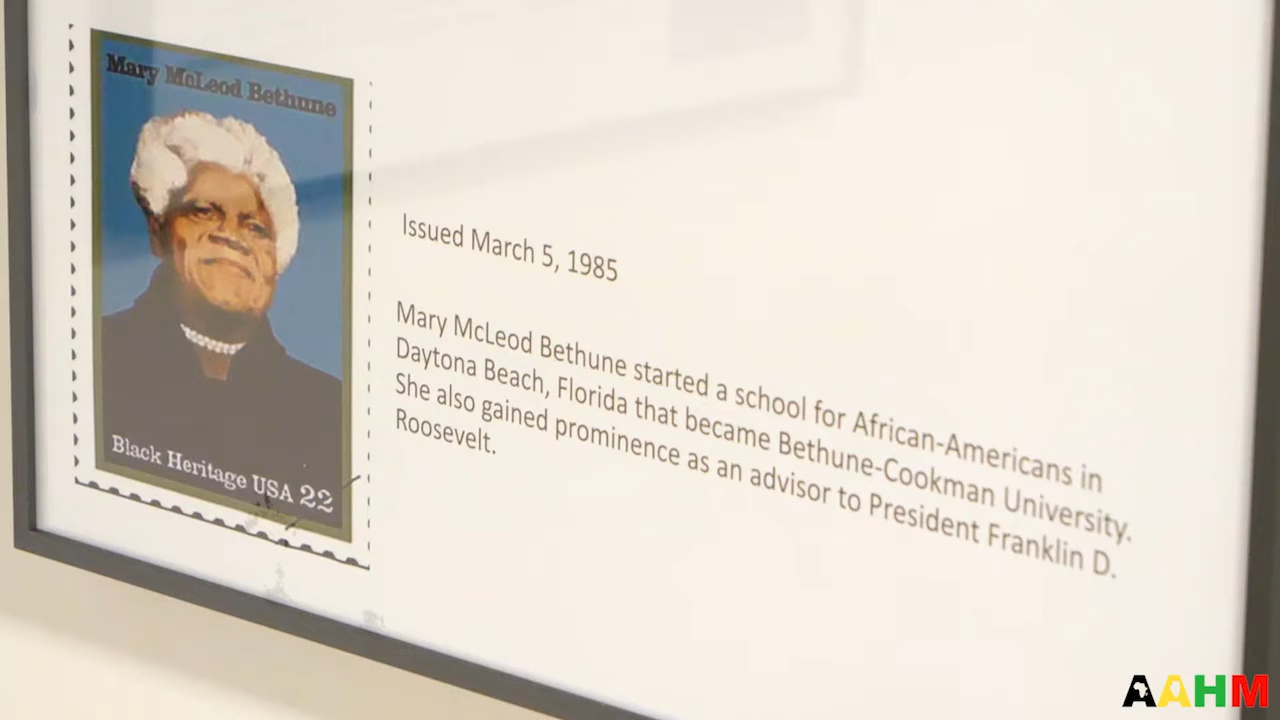 Mary McLeod Bethune
Black Heritage USA 22
Issued March 5, 1985
Mary McLeod Bethune started a school for African-Americans in
Daytona Beach, Florida that became Bethune-Cookman University.
She also gained prominence as an advisor to President Franklin D.
Roosevelt.
AAHM